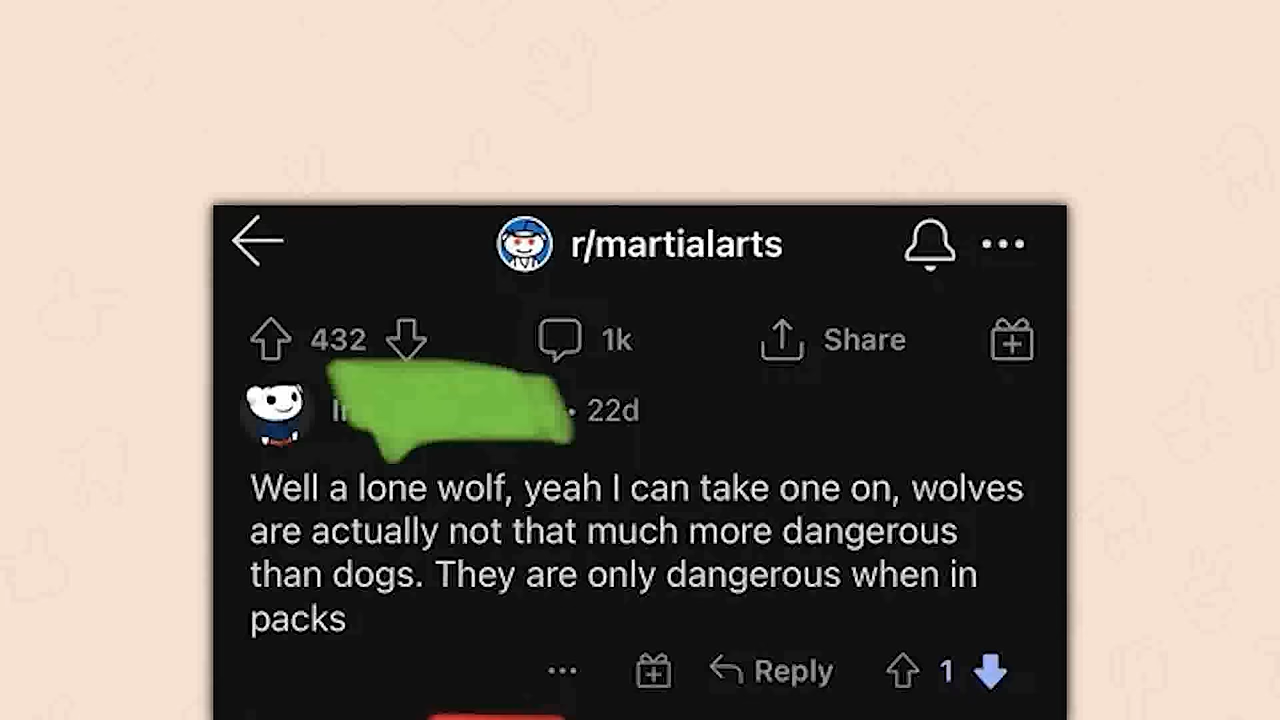 r/martialarts
432 1k Share
22d
Well a lone wolf, yeah I can take one on, wolves
are actually not that much more dangerous
than dogs. They are only dangerous when in
packs
Reply 1